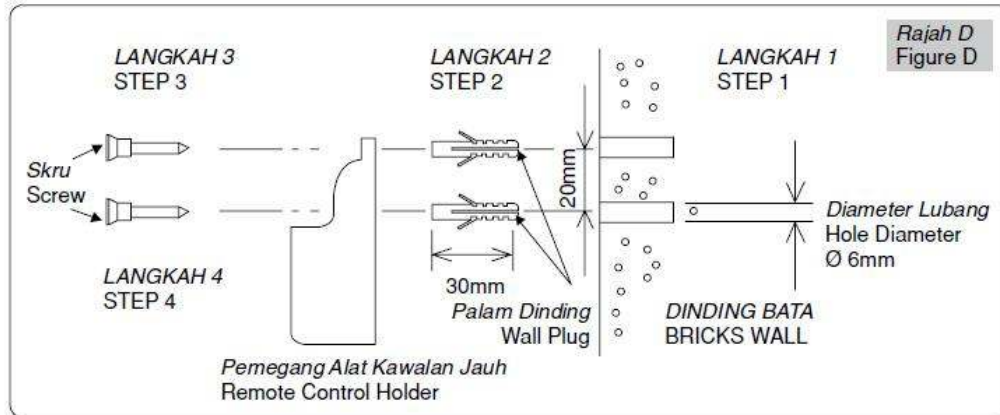 Rajah D
Figure D
LANGKAH 3
STEP 3
LANGKAH 2
STEP 2
LANGKAH 1
STEP 1
Skru
Screw
20mm
Diameter Lubang
Hole Diameter
Ø 6mm
LANGKAH 4
STEP 4
30mm
Palam Dinding
Wall Plug
DINDING BATA
BRICKS WALL
Pemegang Alat Kawalan Jauh
Remote Control Holder